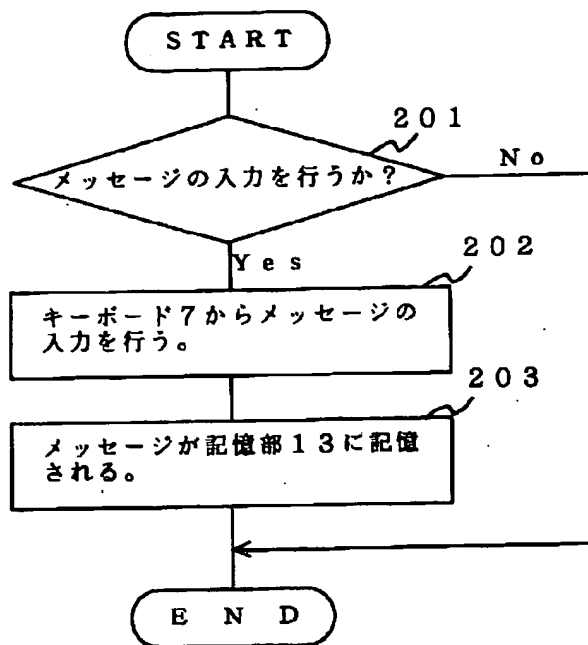 START
201
メッセージの入力を行うか?
No
Yes
202
キーボード7からメッセージの
入力を行う。
203
メッセージが記憶部13に記憶
される。
END